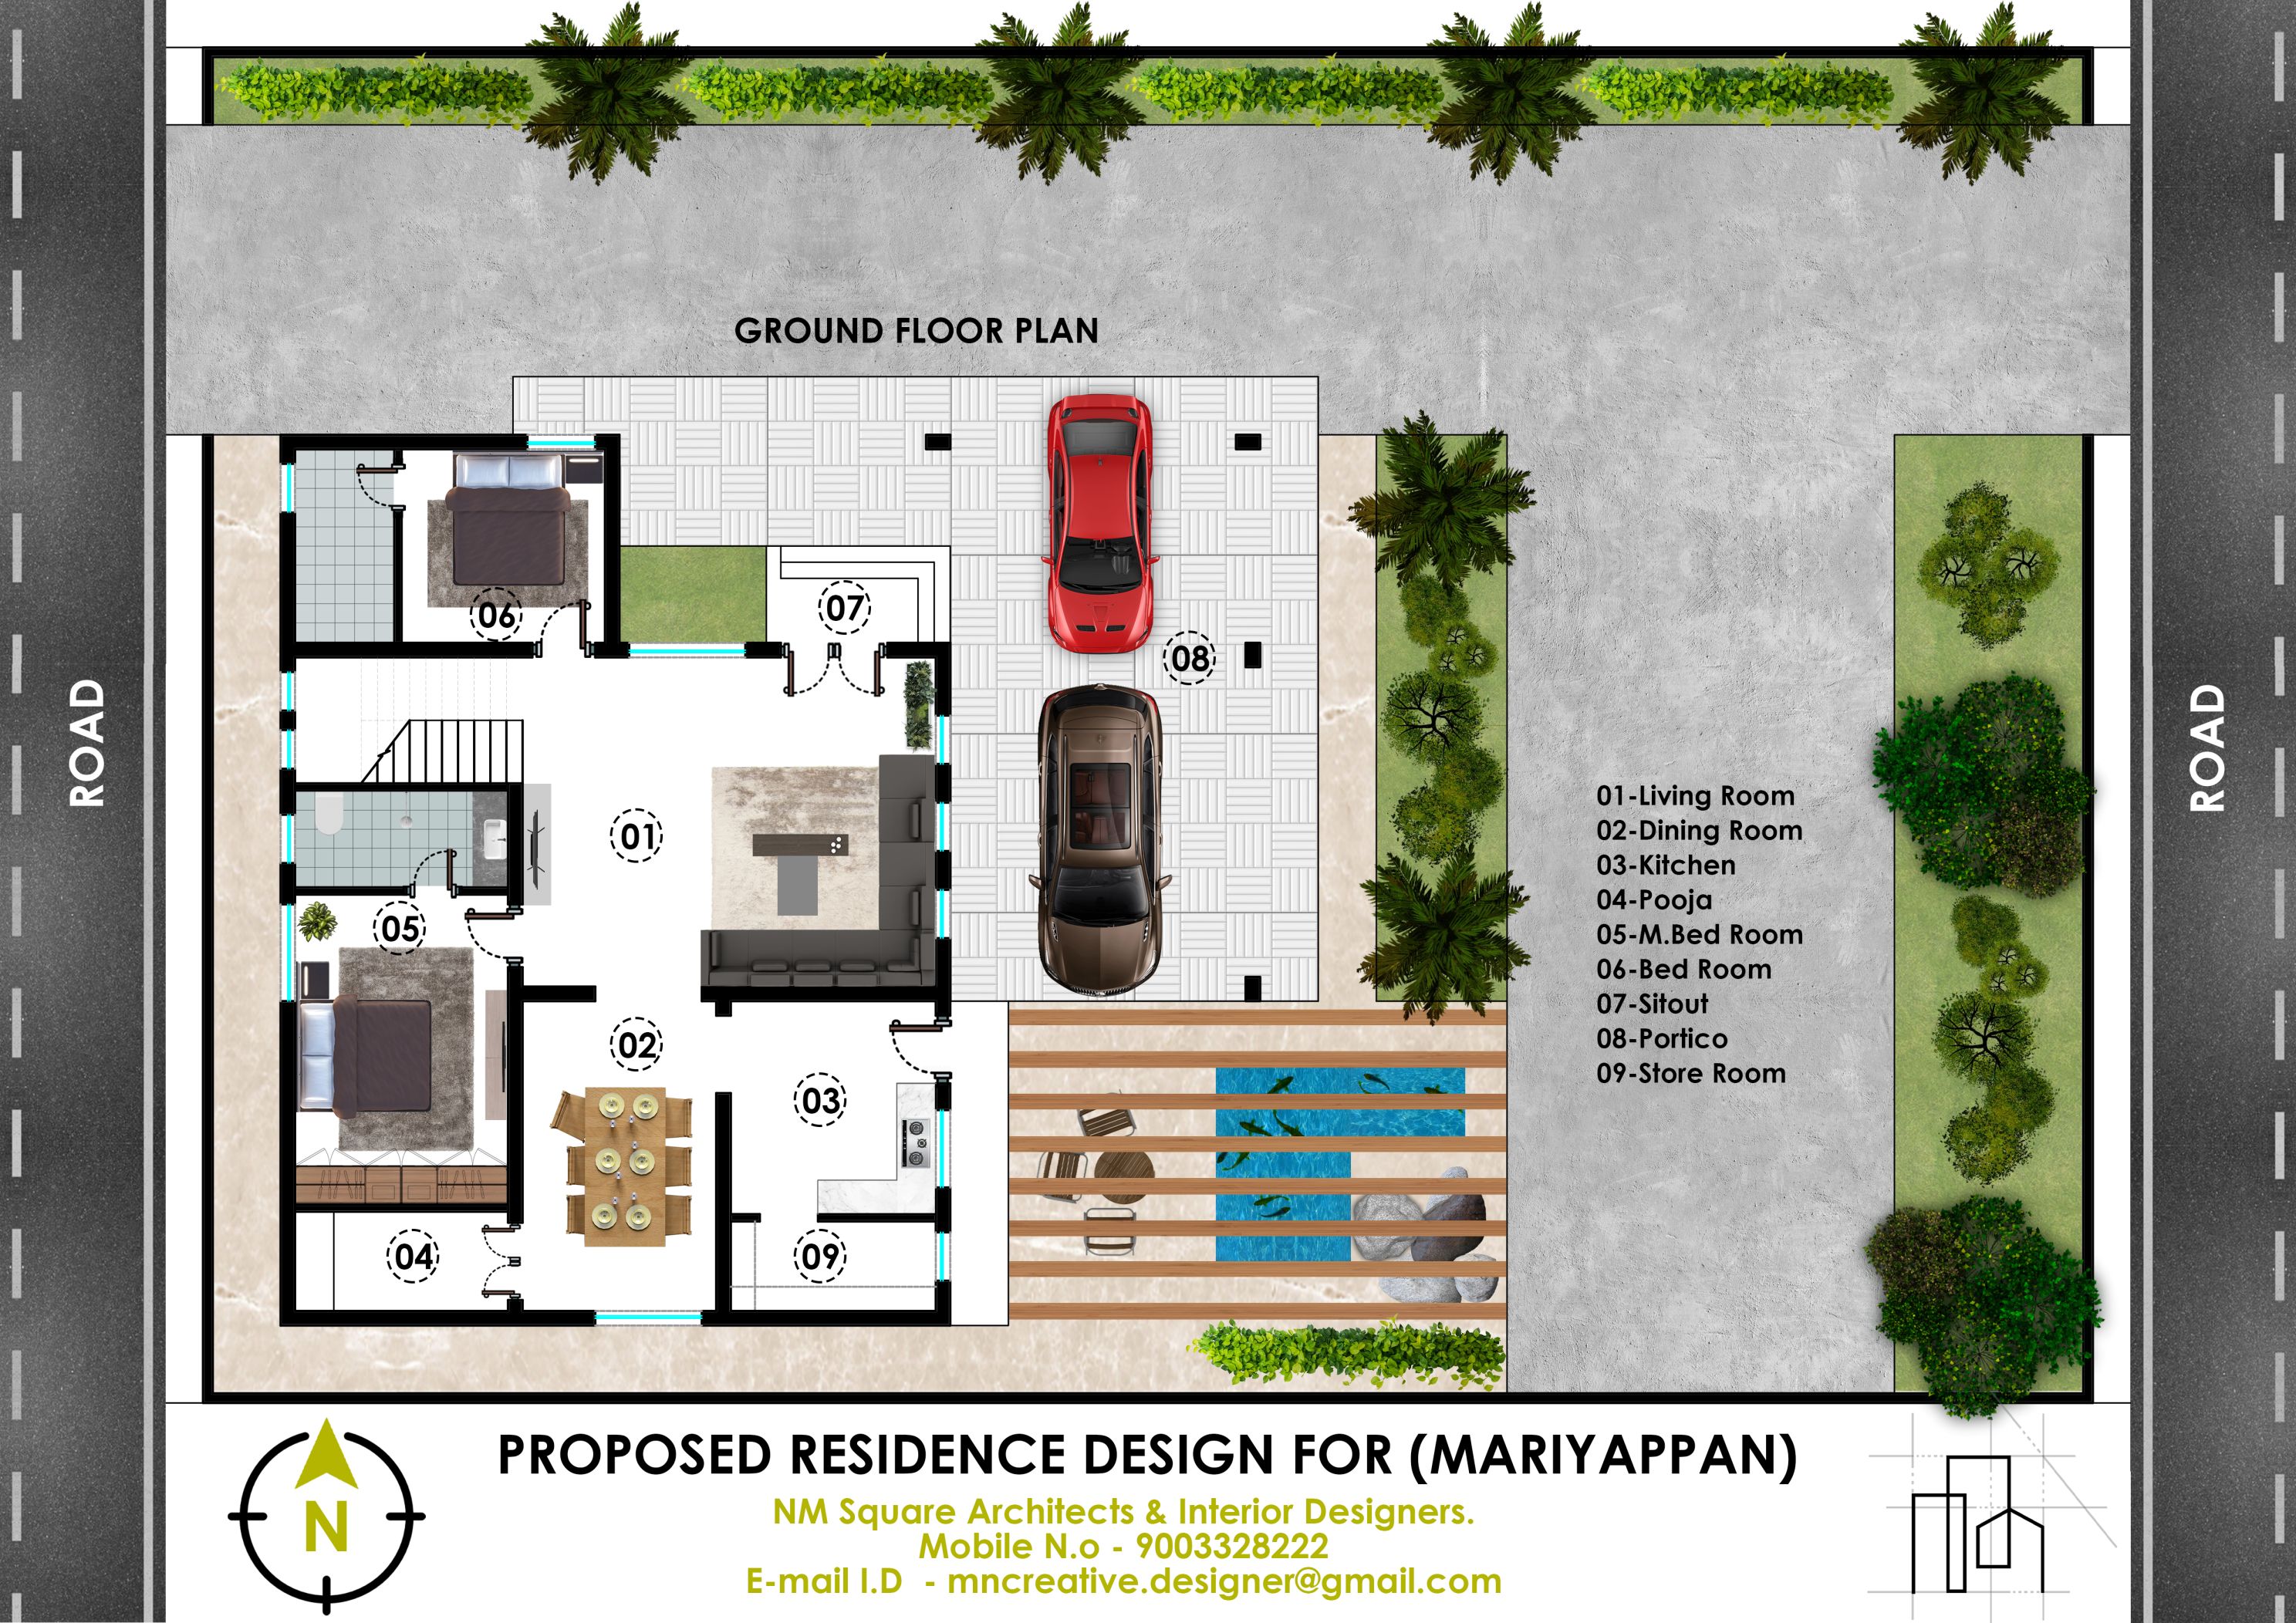 GROUND FLOOR PLAN
06
07
08
ROAD
ROAD
01
01-Living Room
02-Dining Room
03-Kitchen
04-Pooja
05-M.Bed Room
06-Bed Room
07-Sitout
08-Portico
09-Store Room
05
02
03
04
09
N
PROPOSED RESIDENCE DESIGN FOR (MARIYAPPAN)
NM Square Architects & Interior Designers.
Mobile N.o - 9003328222
E-mail I.D - mncreative.designer@gmail.com